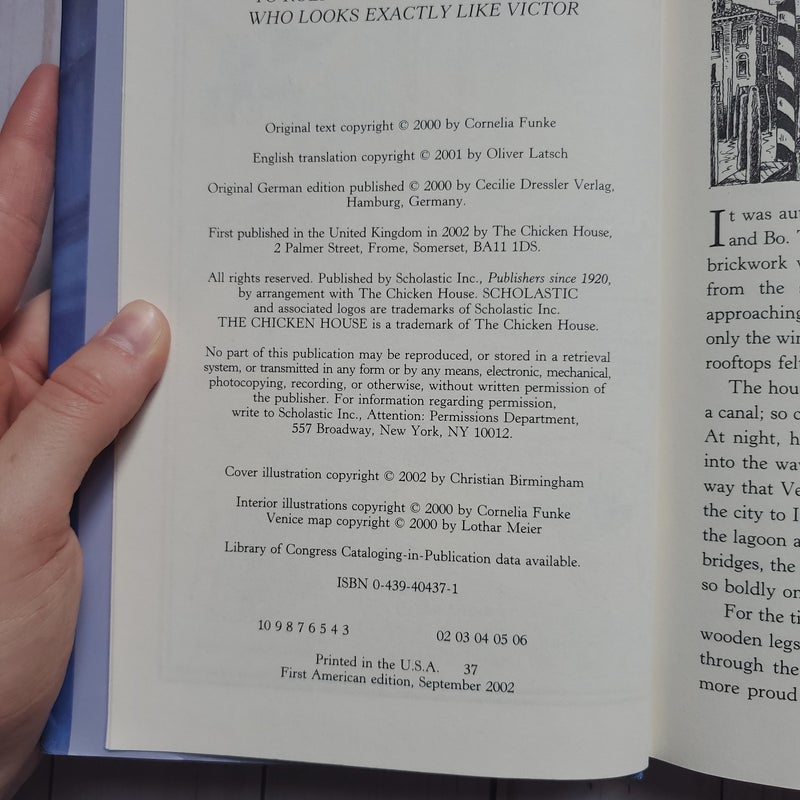 WHO LOOKS EXACTLY LIKE VICTOR
Original text copyright © 2000 by Cornelia Funke
English translation copyright © 2001 by Oliver Latsch
Original German edition published © 2000 by Cecilie Dressler Verlag,
Hamburg, Germany.
First published in the United Kingdom in 2002 by The Chicken House,
2 Palmer Street, Frome, Somerset, BA11 1DS.
All rights reserved. Published by Scholastic Inc., Publishers since 1920,
by arrangement with The Chicken House. SCHOLASTIC
and associated logos are trademarks of Scholastic Inc.
THE CHICKEN HOUSE is a trademark of The Chicken House.
No part of this publication may be reproduced, or stored in a retrieval
system, or transmitted in any form or by any means, electronic, mechanical,
photocopying, recording, or otherwise, without written permission of
the publisher. For information regarding permission,
write to Scholastic Inc., Attention: Permissions Department,
557 Broadway, New York, NY 10012.
Cover illustration copyright © 2002 by Christian Birmingham
Interior illustrations copyright © 2000 by Cornelia Funke
Venice map copyright © 2000 by Lothar Meier
Library of Congress Cataloging-in-Publication data available.
ISBN 0-439-40437-1
10 9 8 7 6 5 4 3 02 03 04 05 06
Printed in the U.S.A. 37
First American edition, September 2002
It was
and Bo.
brickwork
from the
approaching
only the
rooftops
The
a canal; so
At night,
into the
way that
the city to
the lagoon
bridges, the
so boldly
For the
wooden legs
through the
more proud